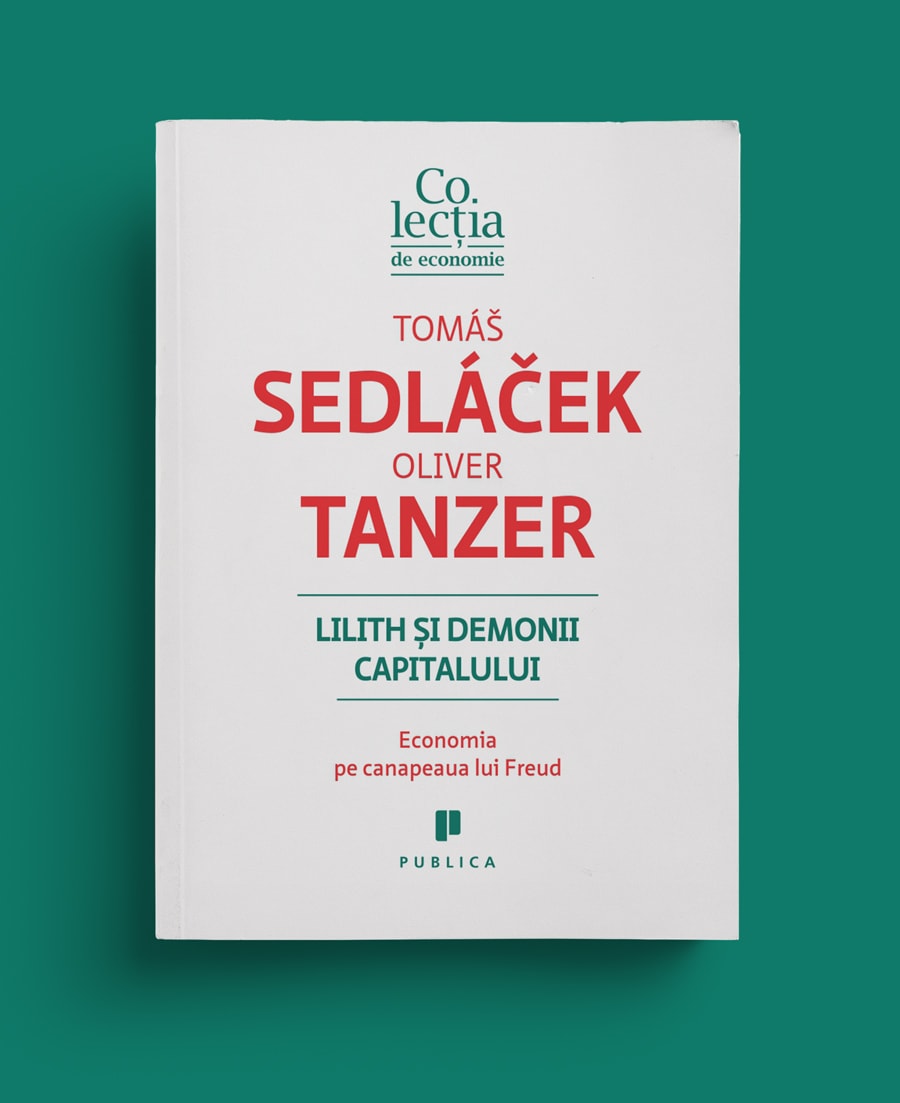 Co.
lecția
de economie
TOMÁŠ
SEDLÁČEK
OLIVER
TANZER
LILITH ȘI DEMONII
CAPITALULUI
Economia
pe canapeaua lui Freud
PUBLICA